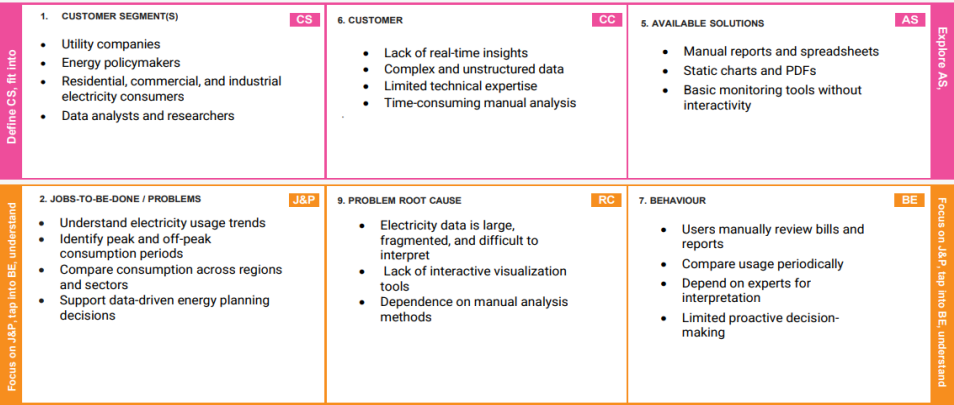 Define CS, fit into
1. CUSTOMER SEGMENT(S)
CS
• Utility companies
• Energy policymakers
• Residential, commercial, and industrial
electricity consumers
• Data analysts and researchers
6. CUSTOMER
CC
• Lack of real-time insights
• Complex and unstructured data
• Limited technical expertise
• Time-consuming manual analysis
5. AVAILABLE SOLUTIONS
AS
• Manual reports and spreadsheets
• Static charts and PDFs
• Basic monitoring tools without
interactivity
Explore AS,
Focus on J&P, tap into BE, understand
2. JOBS-TO-BE-DONE / PROBLEMS
J&P
• Understand electricity usage trends
• Identify peak and off-peak
consumption periods
• Compare consumption across regions
and sectors
• Support data-driven energy planning
decisions
9. PROBLEM ROOT CAUSE
RC
• Electricity data is large,
fragmented, and difficult to
interpret
• Lack of interactive visualization
tools
• Dependence on manual analysis
methods
7. BEHAVIOUR
BE
• Users manually review bills and
reports
• Compare usage periodically
• Depend on experts for
interpretation
• Limited proactive decision-
making
Focus on J&P, tap into BE, understand